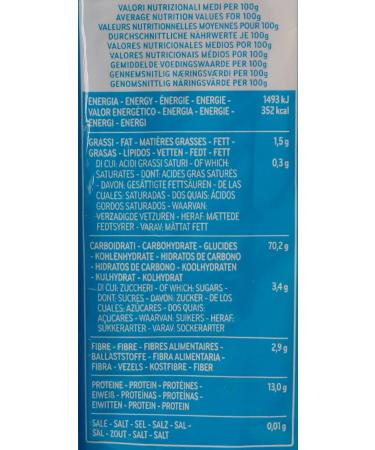 VALORI NUTRIZIONALI MEDI PER 100g
AVERAGE NUTRITION VALUES FOR 100g
VALEURS NUTRITIONNELLES MOYENNES POUR 100g
DURCHSCHNITTLICHE NÄHRWERTE JE 100g
VALORES NUTRICIONALES MEDIOS POR 100g
VALORES NUTRICIONAIS MÉDIOS POR 100g
GEMIDDELDE VOEDINGSWAARDE PER 100g
GENNEMSNITLIG NÆRINGSVÆRDI PER 100g
GENOMSNITTLIG NÄRINGSVÄRDE PER 100g
ENERGIA - ENERGY - ÉNERGIE - ENERGIE - 1493 kJ
VALOR ENERGÉTICO - ENERGIA - ENERGIE - 352 kcal
ENERGI - ENERGI
GRASSI - FAT - MATIÈRES GRASSES - FETT - 1,5 g
GRASAS - LÍPIDOS - VETTEN - FEDT - FETT
DI CUI: ACIDI GRASSI SATURI - OF WHICH: 0,3 g
SATURATES - DONT: ACIDES GRAS SATURÉS
- DAVON: GESÄTTIGTE FETTSÄUREN - DE LAS
CUALES: SATURADAS - DOS QUAIS: ÁCIDOS
GORDOS SATURADOS - WAARVAN:
VERZADIGDE VETZUREN - HERAF: MÆTTEDE
FEDTSYRER - VARAV: MÄTTAT FETT
CARBOIDRATI - CARBOHYDRATE - GLUCIDES 70,2 g
- KOHLENHYDRATE - HIDRATOS DE CARBONO
- HIDRATOS DE CARBONO - KOOLHYDRATEN
- KULHYDRAT - KOLHYDRAT
DI CUI: ZUCCHERI - OF WHICH: SUGARS - 3,4 g
DONT: SUCRES - DAVON: ZUCKER - DE LOS
CUALES: AZÚCARES - DOS QUAIS:
AÇÚCARES - WAARVAN: SUIKERS - HERAF:
SUKKERARTER - VARAV: SOCKERARTER
FIBRE - FIBRE - FIBRES ALIMENTAIRES - 2,9 g
BALLASTSTOFFE - FIBRA ALIMENTARIA -
FIBRA - VEZELS - KOSTFIBRE - FIBER
PROTEINE - PROTEIN - PROTÉINES - 13,0 g
EIWEIß - PROTEÍNAS - PROTEÍNAS -
EIWITTEN - PROTEIN - PROTEIN
SALE - SALT - SEL - SALZ - SAL - 0,01 g
SAL - ZOUT - SALT - SALT